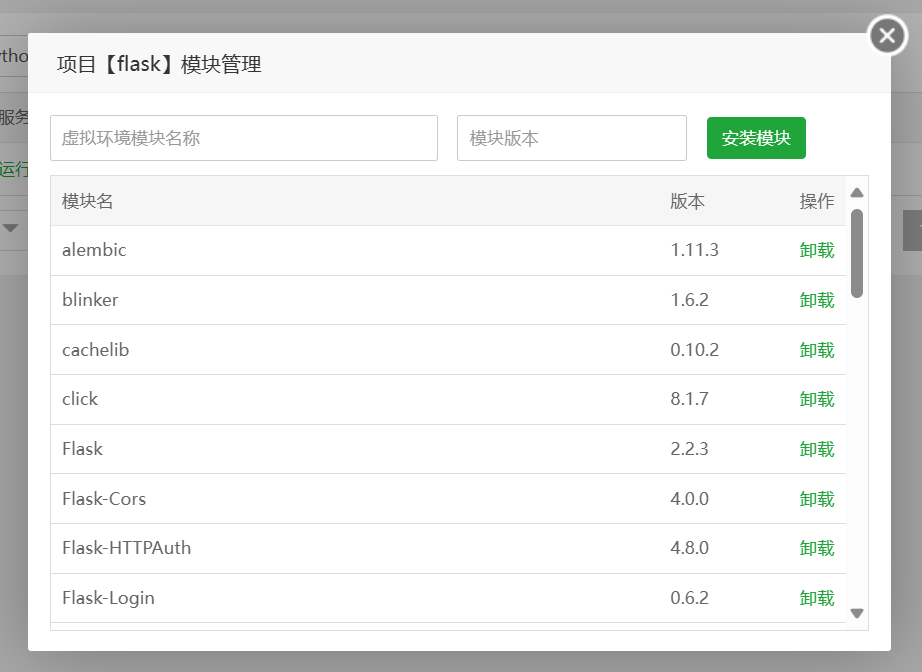 项目【flask】模块管理
虚拟环境模块名称 模块版本 安装模块
模块名 版本 操作
alembic 1.11.3 卸载
blinker 1.6.2 卸载
cachelib 0.10.2 卸载
click 8.1.7 卸载
Flask 2.2.3 卸载
Flask-Cors 4.0.0 卸载
Flask-HTTPAuth 4.8.0 卸载
Flask-Login 0.6.2 卸载
ytho
服务
运行